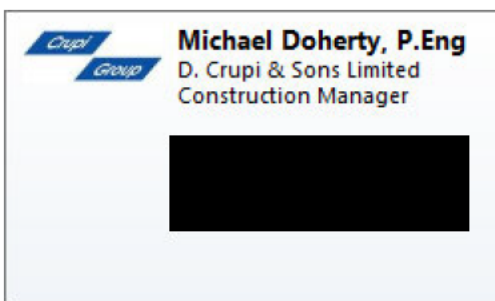 Crupi
Group
Michael Doherty, P.Eng
D. Crupi & Sons Limited
Construction Manager